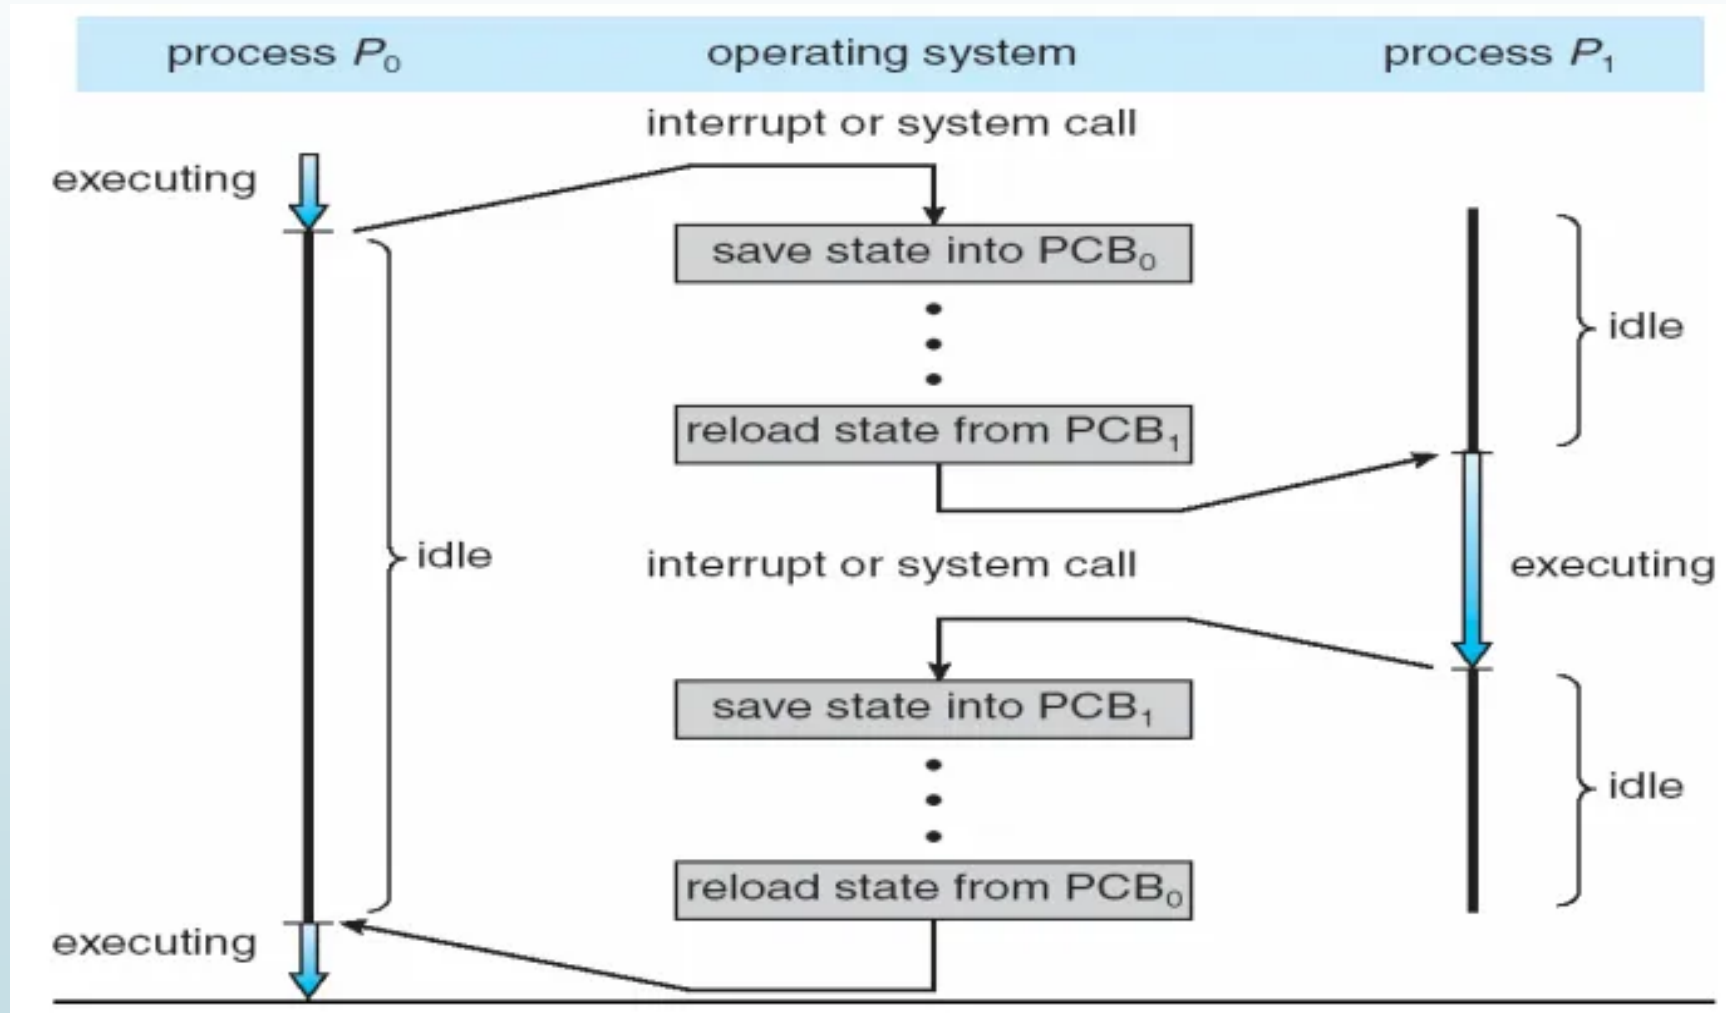 process P₀ operating system process P₁
interrupt or system call
executing
save state into PCB₀
idle
reload state from PCB₁
idle
interrupt or system call
executing
save state into PCB₁
idle
reload state from PCB₀
executing